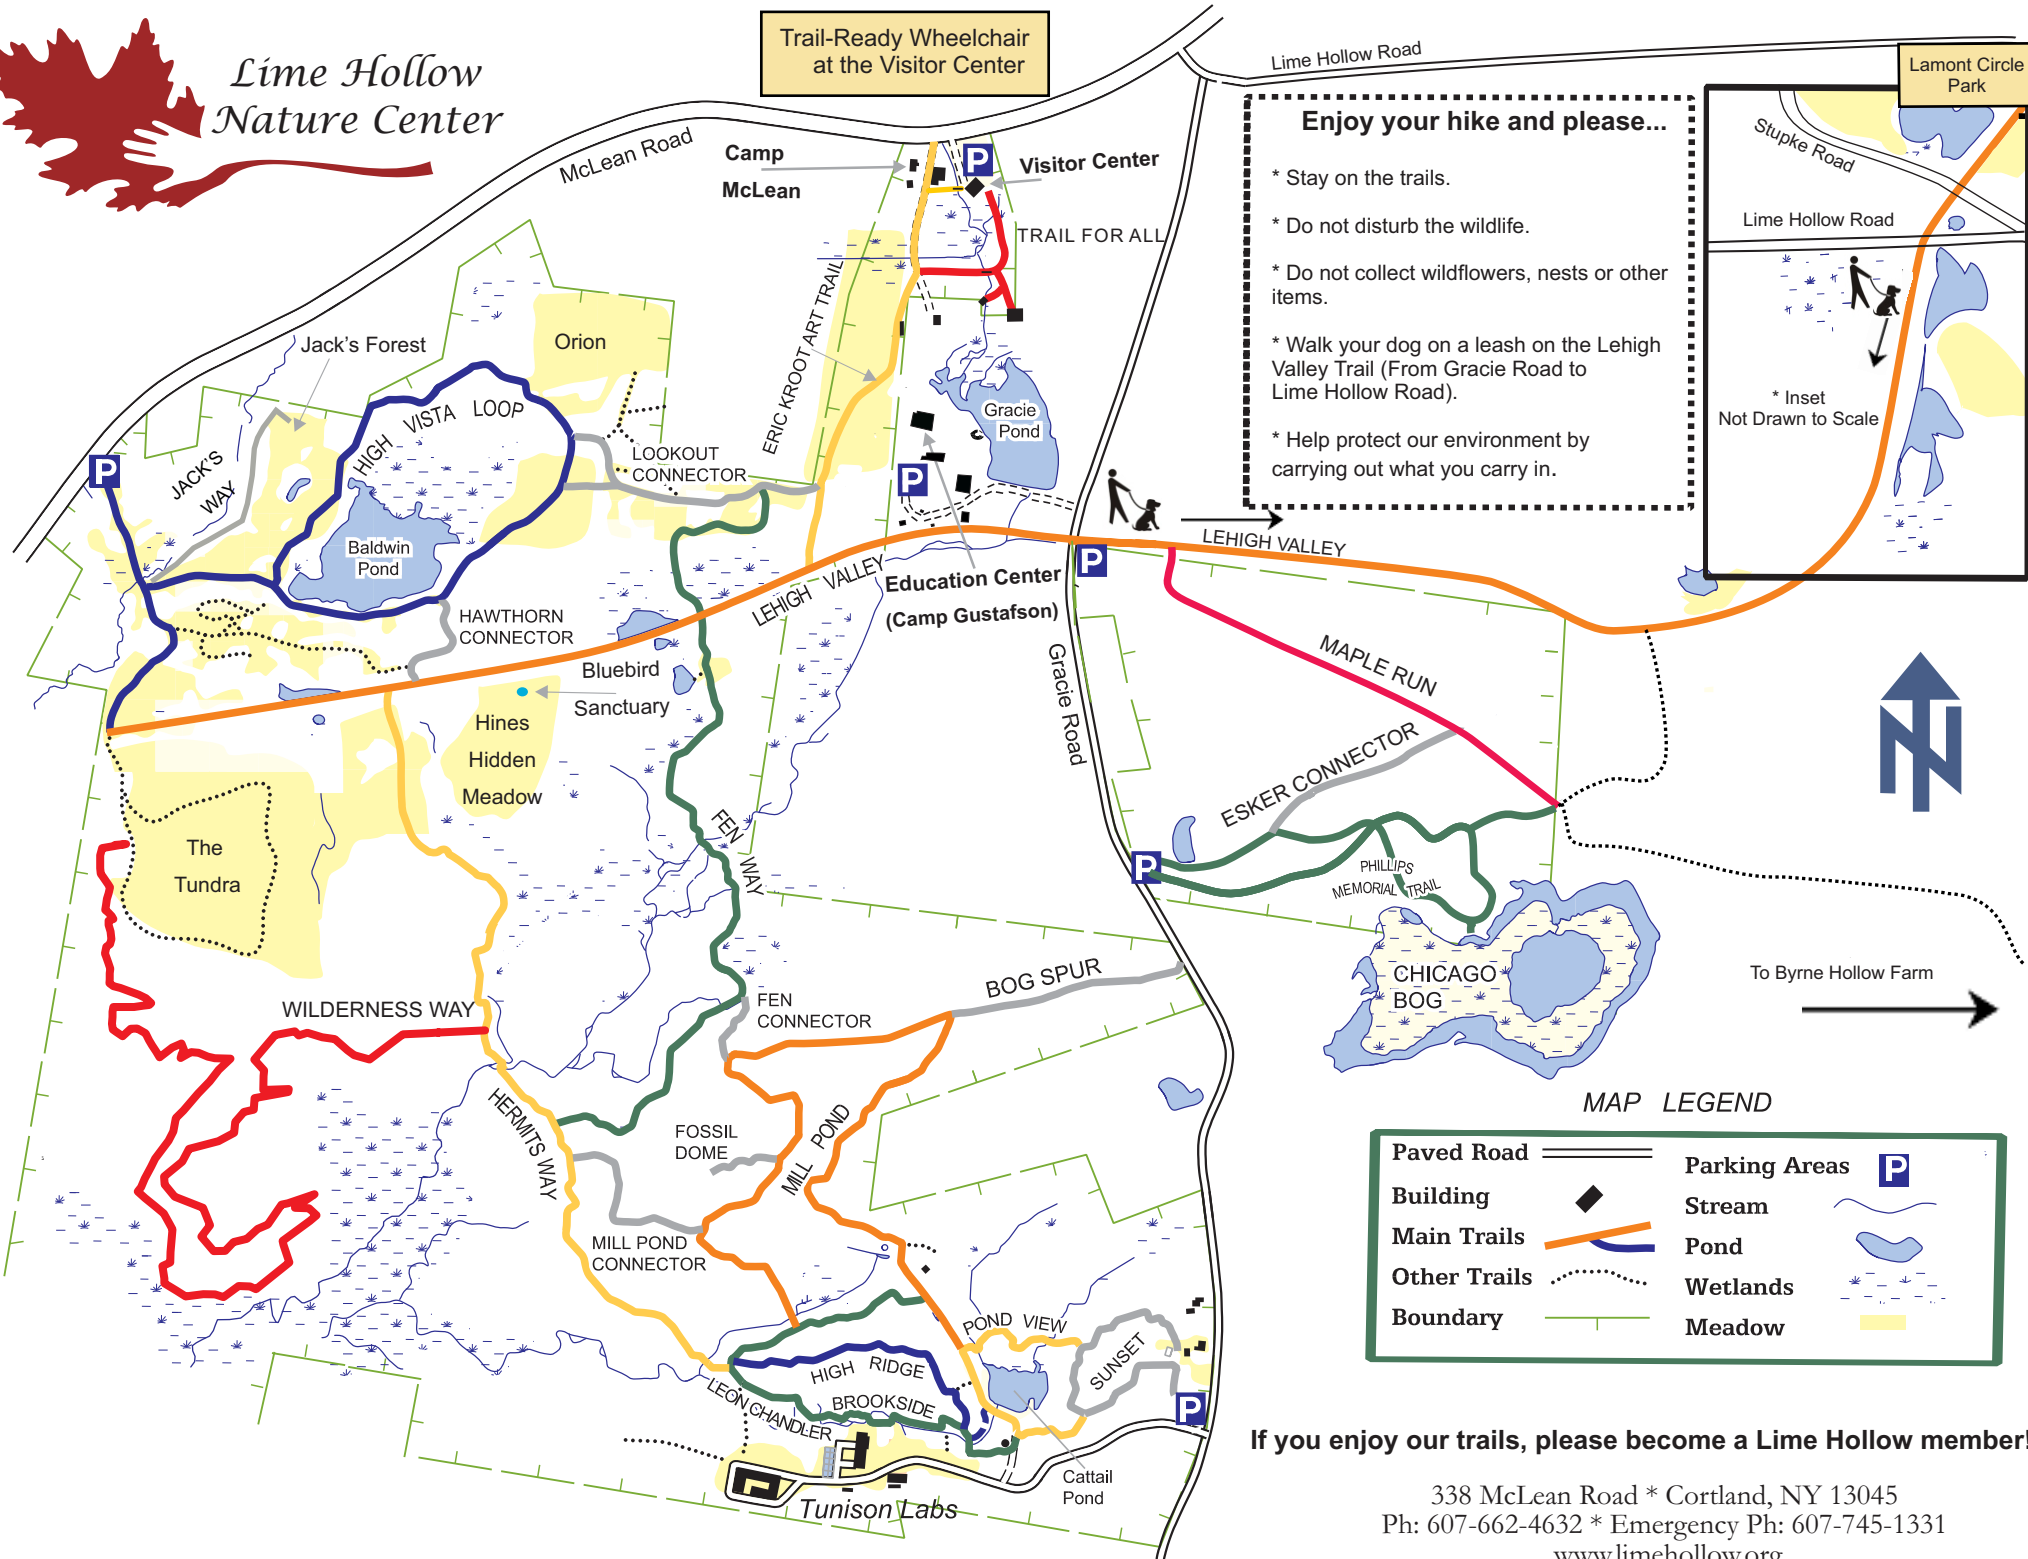 Lime Hollow
Nature Center
Trail-Ready Wheelchair
at the Visitor Center
Lime Hollow Road
Lamont Circle
Park
McLean Road
Camp
McLean
P
Visitor Center
TRAIL FOR ALL
Enjoy your hike and please...
* Stay on the trails.
* Do not disturb the wildlife.
* Do not collect wildflowers, nests or other
items.
* Walk your dog on a leash on the Lehigh
Valley Trail (From Gracie Road to
Lime Hollow Road).
* Help protect our environment by
carrying out what you carry in.
Stupke Road
Lime Hollow Road
* Inset
Not Drawn to Scale
Jack's Forest
Orion
HIGH VISTA LOOP
JACK'S
WAY
P
LOOKOUT
CONNECTOR
ERIC KROOT ART TRAIL
Gracie
Pond
P
Baldwin
Pond
HAWTHORN
CONNECTOR
LEHIGH VALLEY
Education Center
(Camp Gustafson)
P
LEHIGH VALLEY
Bluebird
Sanctuary
Hines
Hidden
Meadow
Gracie Road
MAPLE RUN
ESKER CONNECTOR
N
The
Tundra
FEN WAY
P
PHILLIPS
MEMORIAL TRAIL
CHICAGO
BOG
To Byrne Hollow Farm
WILDERNESS WAY
FEN
CONNECTOR
BOG SPUR
HERMITS WAY
FOSSIL
DOME
MILL POND
MILL POND
CONNECTOR
POND VIEW
SUNSET
HIGH RIDGE
BROOKSIDE
LEON CHANDLER
P
Cattail
Pond
Tunison Labs
MAP LEGEND
Paved Road
Building
Main Trails
Other Trails
Boundary
Parking Areas P
Stream
Pond
Wetlands
Meadow
If you enjoy our trails, please become a Lime Hollow member!
338 McLean Road * Cortland, NY 13045
Ph: 607-662-4632 * Emergency Ph: 607-745-1331
www.limehollow.org